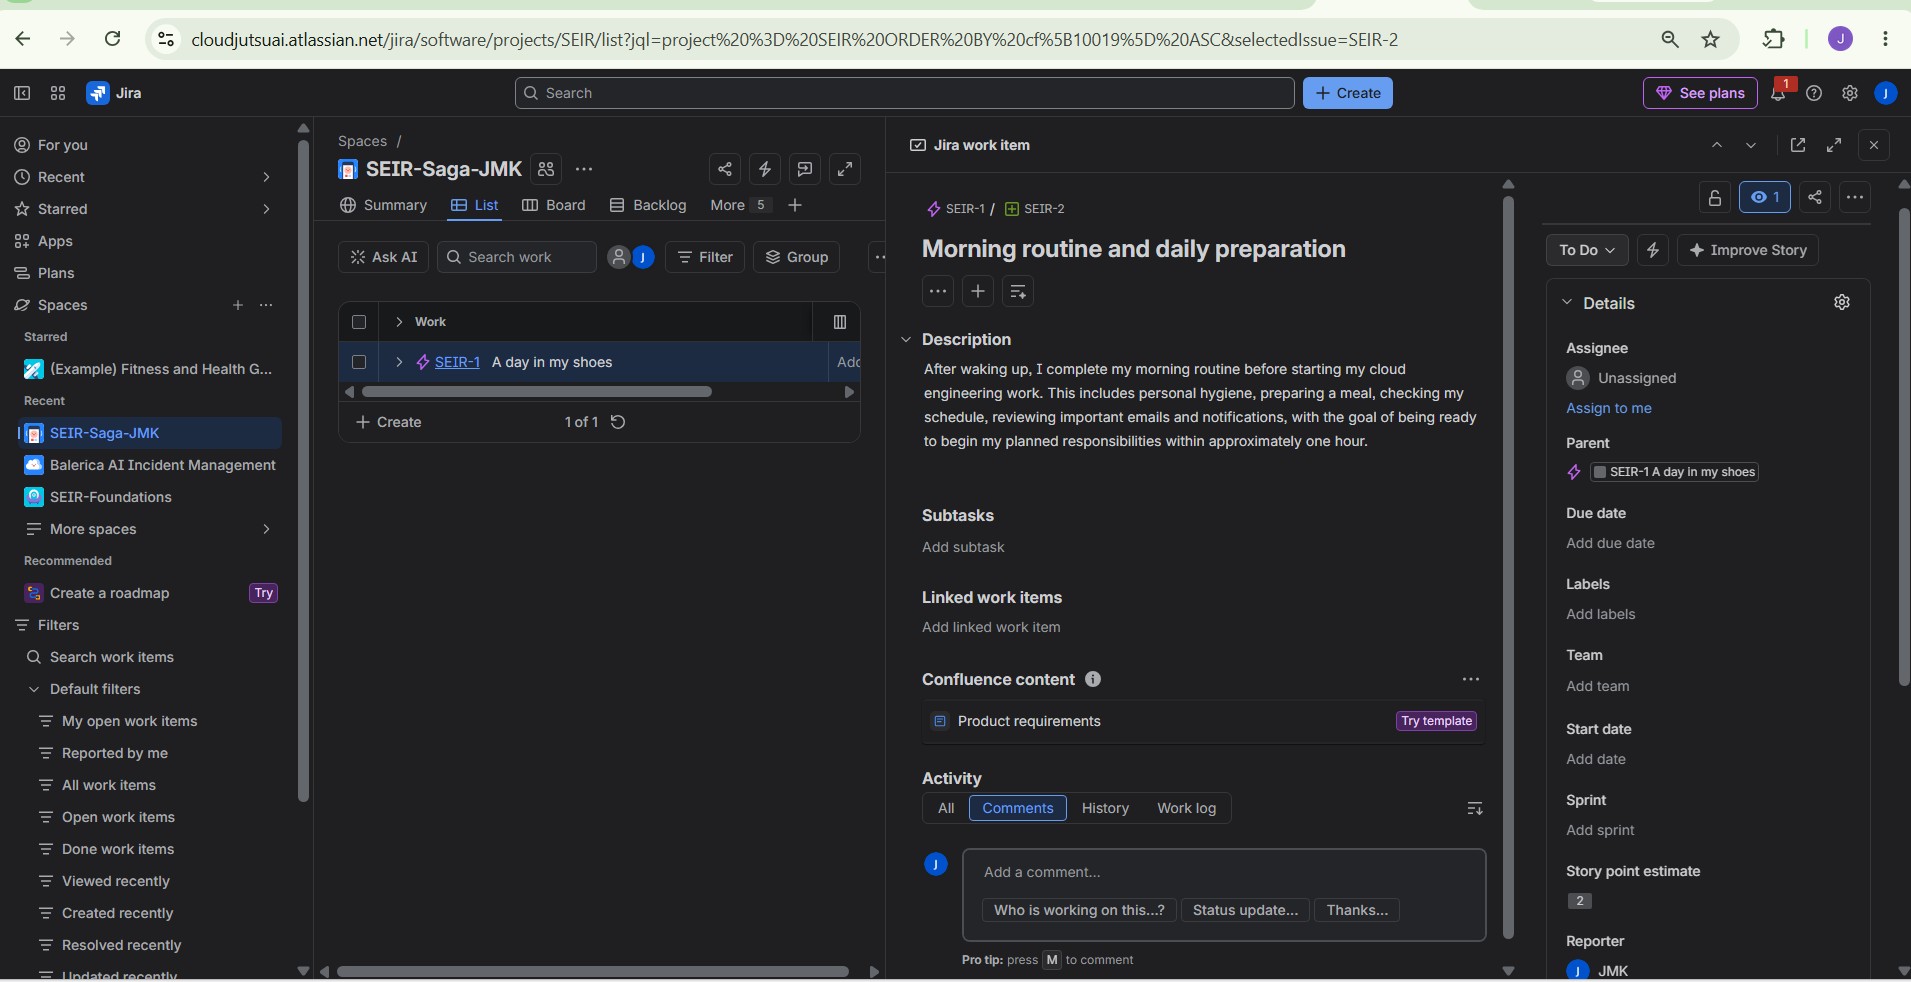 cloudjutsuai.atlassian.net/jira/software/projects/SEIR/list?jql=project%20%3D%20SEIR%20ORDER%20BY%20cf%5B10019%5D%20ASC&selectedIssue=SEIR-2
J
Jira
Search
+ Create
See plans
1
J
For you
Recent
Starred
Apps
Plans
Spaces
Starred
(Example) Fitness and Health G...
Recent
SEIR-Saga-JMK
Balerica AI Incident Management
SEIR-Foundations
More spaces
Recommended
Create a roadmap Try
Filters
Search work items
Default filters
My open work items
Reported by me
All work items
Open work items
Done work items
Viewed recently
Created recently
Resolved recently
Updated recently
Spaces /
SEIR-Saga-JMK
Summary List Board Backlog More 5
Ask AI Search work J Filter Group
Work
SEIR-1 A day in my shoes Add
+ Create 1 of 1
Jira work item
SEIR-1 / SEIR-2
Morning routine and daily preparation
Description
After waking up, I complete my morning routine before starting my cloud
engineering work. This includes personal hygiene, preparing a meal, checking my
schedule, reviewing important emails and notifications, with the goal of being ready
to begin my planned responsibilities within approximately one hour.
Subtasks
Add subtask
Linked work items
Add linked work item
Confluence content
Product requirements Try template
Activity
All Comments History Work log
J
Add a comment...
Who is working on this...? Status update... Thanks...
Pro tip: press M to comment
1
To Do Improve Story
Details
Assignee
Unassigned
Assign to me
Parent
SEIR-1 A day in my shoes
Due date
Add due date
Labels
Add labels
Team
Add team
Start date
Add date
Sprint
Add sprint
Story point estimate
2
Reporter
J JMK